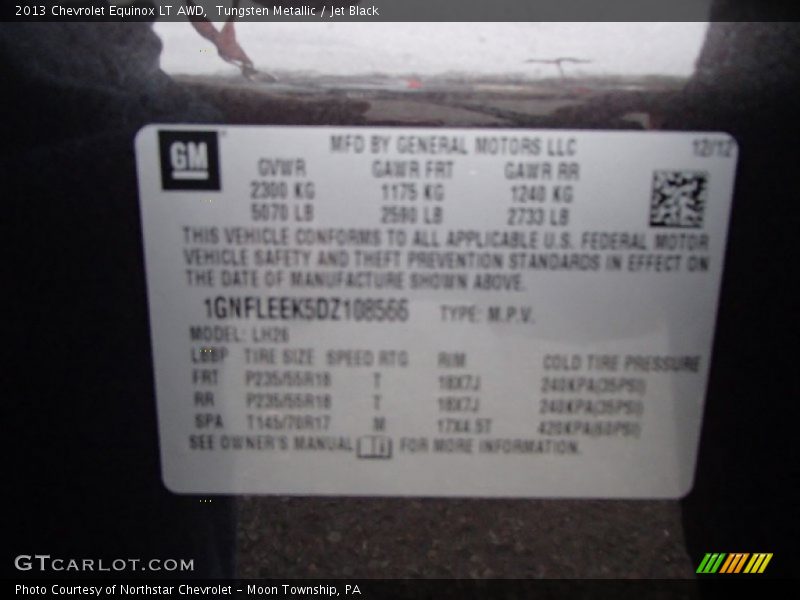 2013 Chevrolet Equinox LT AWD, Tungsten Metallic / Jet Black
GM
MFD BY GENERAL MOTORS LLC 12/12
GVWR GAWR FRT GAWR RR
2300 KG 1175 KG 1240 KG
5070 LB 2590 LB 2733 LB
THIS VEHICLE CONFORMS TO ALL APPLICABLE U.S. FEDERAL MOTOR
VEHICLE SAFETY AND THEFT PREVENTION STANDARDS IN EFFECT ON
THE DATE OF MANUFACTURE SHOWN ABOVE.
1GNFLEEK5DZ108566 TYPE: M.P.V.
MODEL: LH26
TIRE SIZE SPEED RTG RIM COLD TIRE PRESSURE
FRT P235/55R18 T 18X7J 240KPA(35PSI)
RR P235/55R18 T 18X7J 240KPA(35PSI)
SPA T145/70R17 M 17X4.5T 420KPA(60PSI)
SEE OWNER'S MANUAL FOR MORE INFORMATION.
GTCARLOT.COM
Photo Courtesy of Northstar Chevrolet - Moon Township, PA